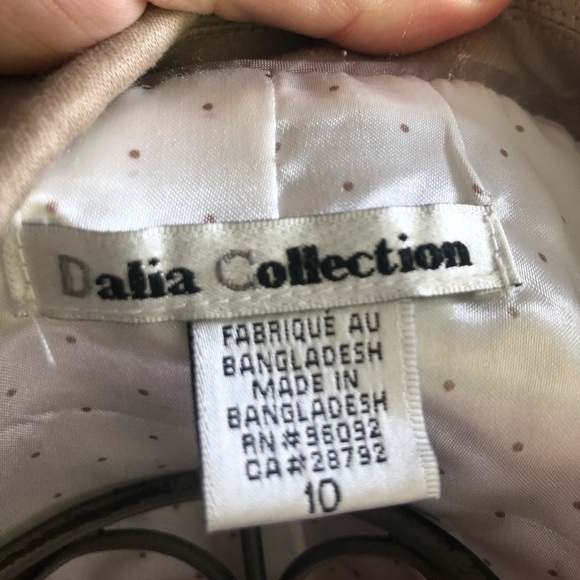 Dalia Collection
FABRIQUÉ AU
BANGLADESH
MADE IN
BANGLADESH
RN#96092
CA#28792
10